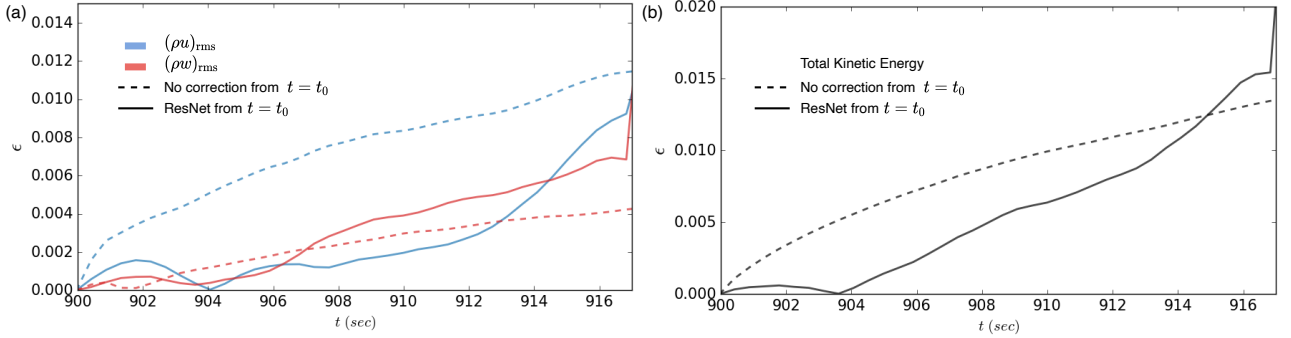 (a)
0.014
0.012
0.010
0.008
0.006
0.004
0.002
0.000
ϵ
(ρu)rms
(ρw)rms
No correction from t = t0
ResNet from t = t0
900 902 904 906 908 910 912 914 916
t (sec)
(b)
0.020
0.015
0.010
0.005
0.000
ϵ
Total Kinetic Energy
No correction from t = t0
ResNet from t = t0
900 902 904 906 908 910 912 914 916
t (sec)